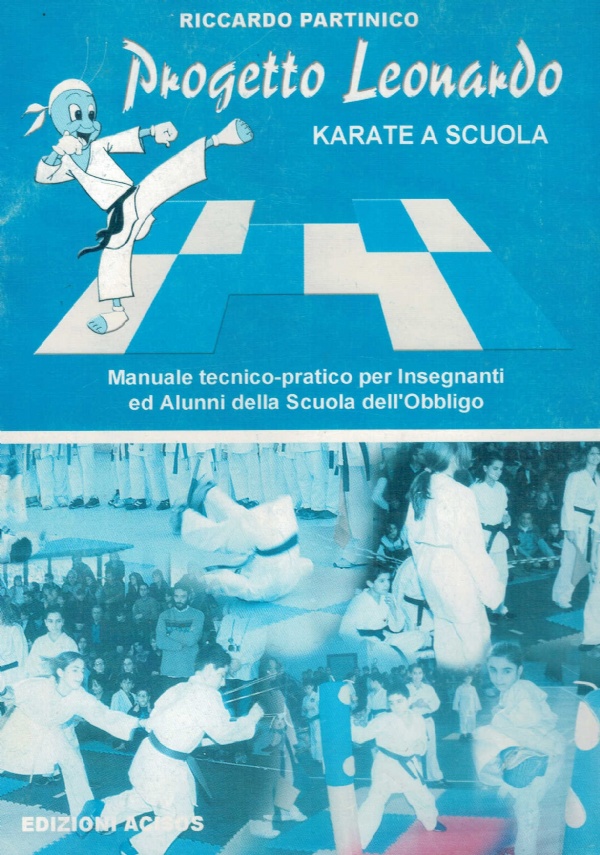 RICCARDO PARTINICO
Progetto Leonardo
KARATE A SCUOLA
Manuale tecnico-pratico per Insegnanti
ed Alunni della Scuola dell'Obbligo
EDIZIONI ACISOS